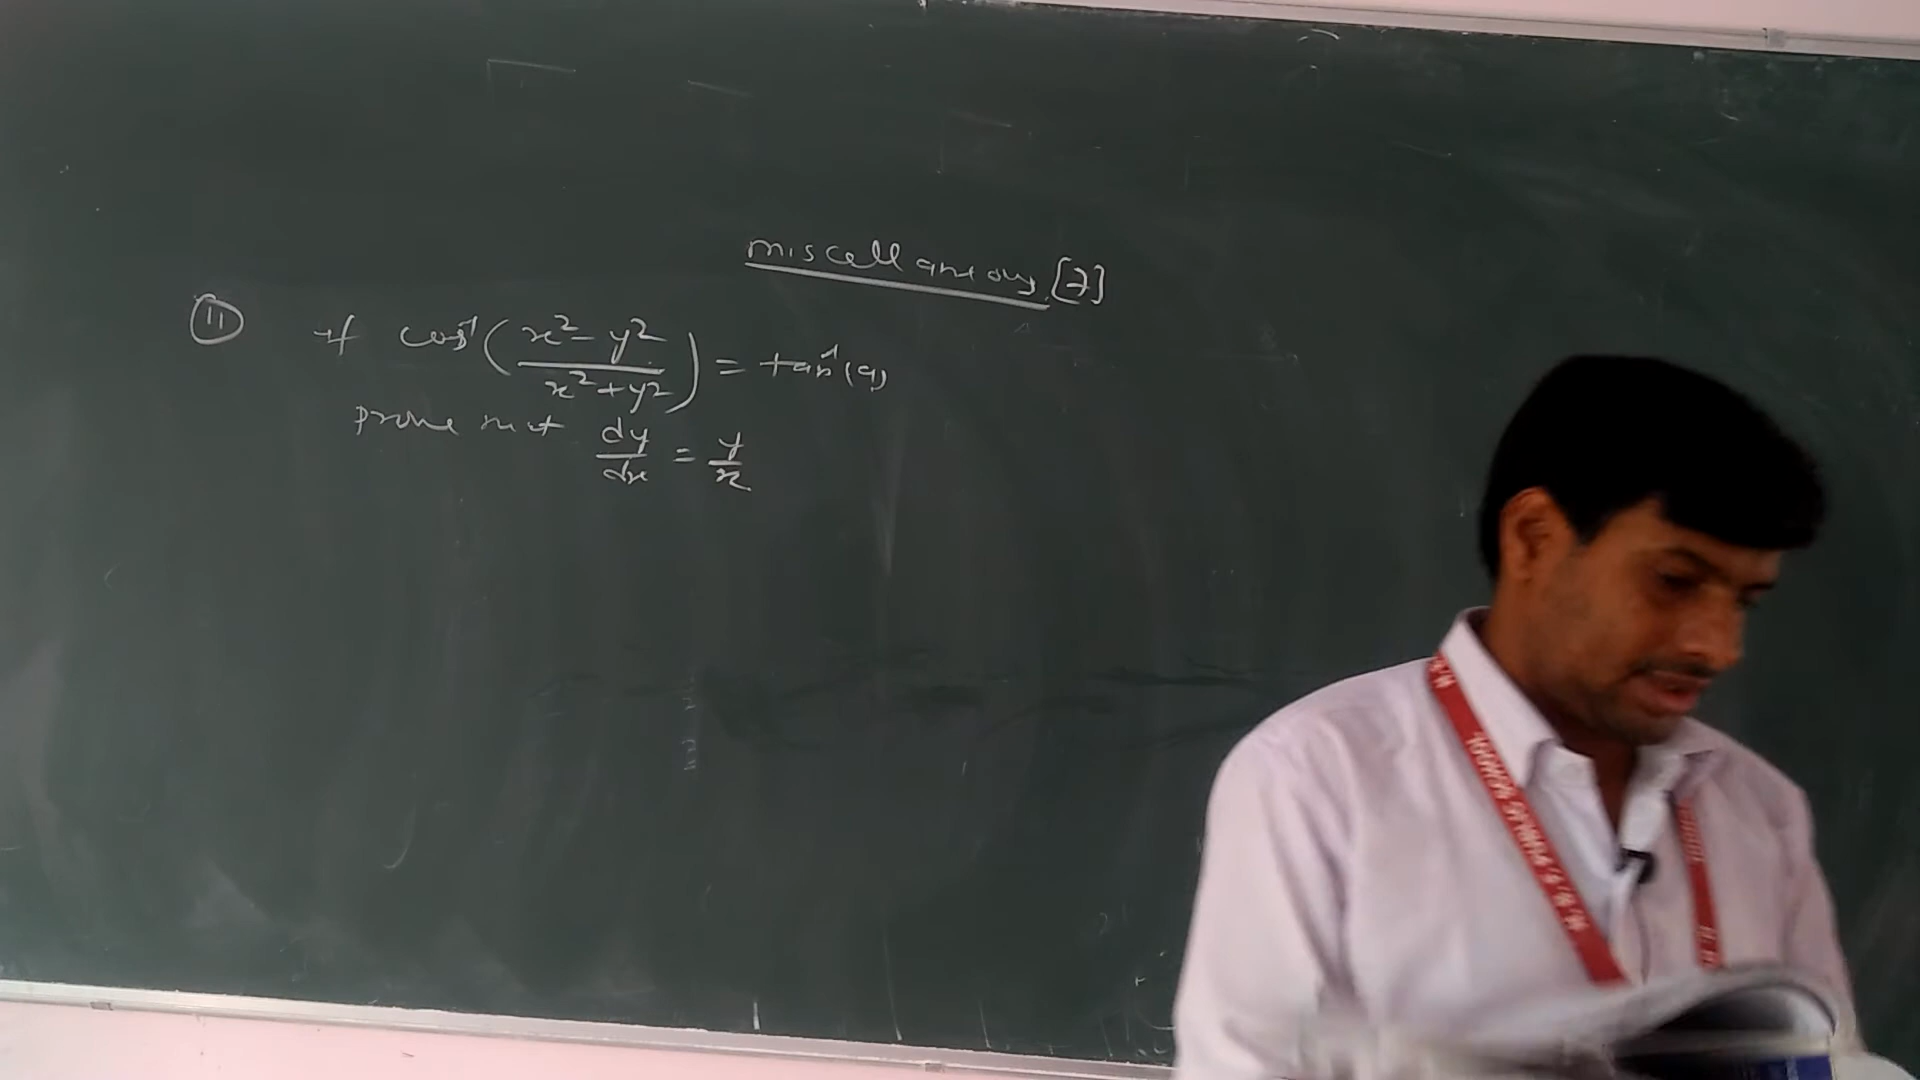 miscellaneous [7]
(11) If cos⁻¹((x² - y²)/(x² + y²)) = tan⁻¹(a)
prove that dy/dx = y/x